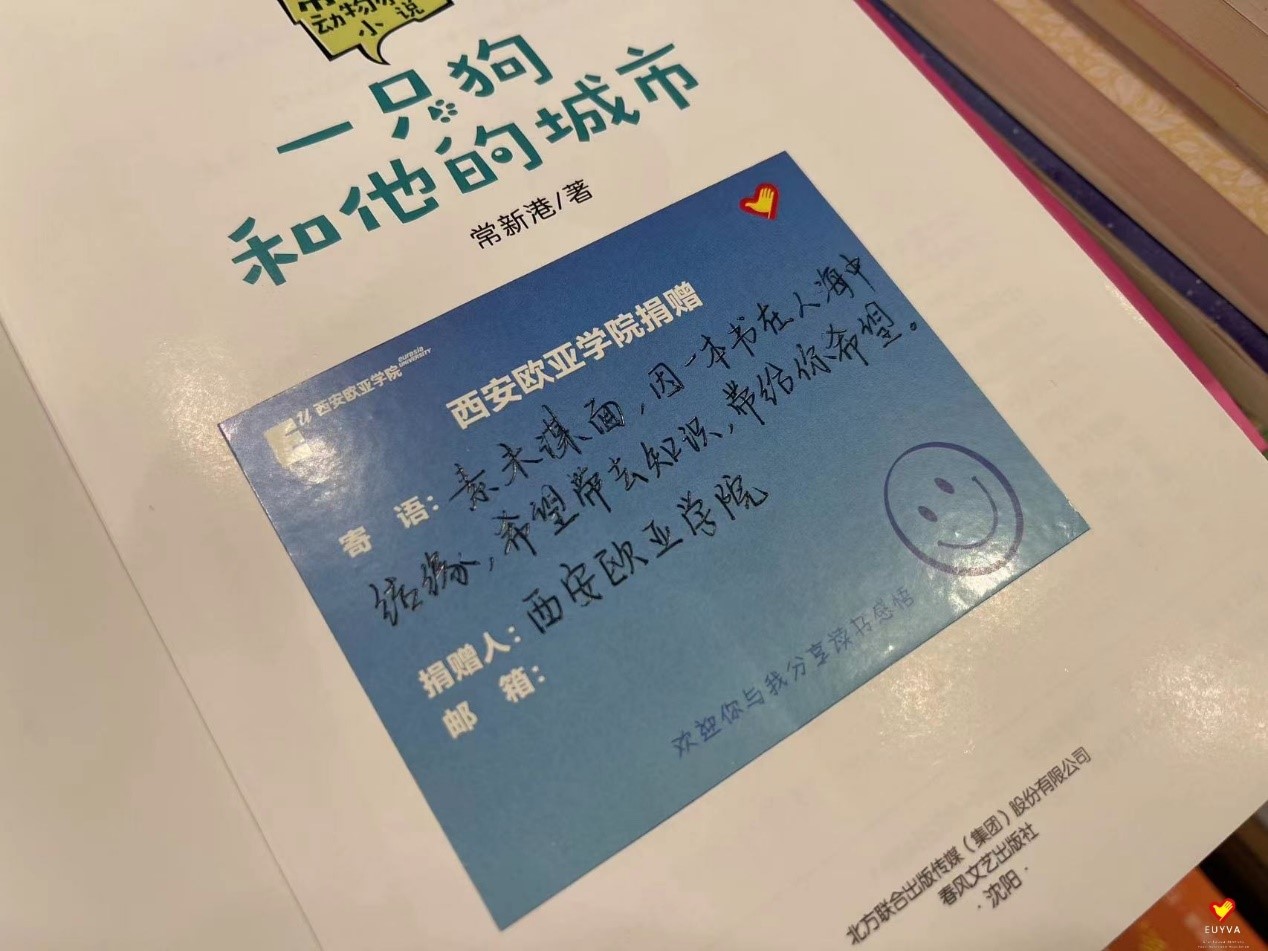 动物
小说
一只狗
和他的城市
常新港/著
eurasia
UNIVERSITY
西安欧亚学院
西安欧亚学院捐赠
寄 语：素未谋面，因一本书在人海中
结缘，希望带去知识，带给你希望。
捐赠人：西安欧亚学院
邮 箱：
欢迎你与我分享读书感悟
北方联合出版传媒（集团）股份有限公司
春风文艺出版社
·沈阳·
EUYVA